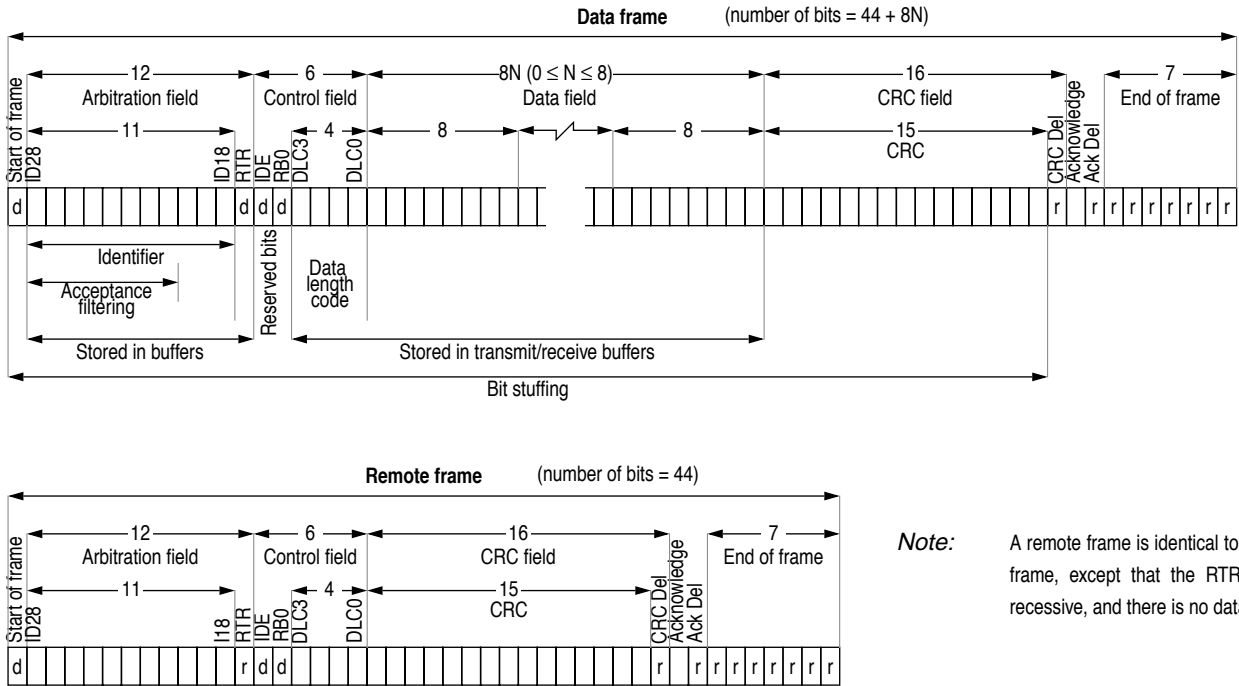 Data frame (number of bits = 44 + 8N)
12 6 8N (0 ≤ N ≤ 8) 16 7
Arbitration field Control field Data field CRC field End of frame
11 4 8 8 15
CRC
Start of frame ID28 ID18 RTR IDE RB0 DLC3 DLC0 CRC Del Acknowledge Ack Del
d d d d r r r r r r r r r
Identifier
Acceptance
filtering
Reserved bits
Data
length
code
Stored in buffers Stored in transmit/receive buffers
Bit stuffing
Remote frame (number of bits = 44)
12 6 16 7
Arbitration field Control field CRC field End of frame
11 4 15
CRC
Start of frame ID28 I18 RTR IDE RB0 DLC3 DLC0 CRC Del Acknowledge Ack Del
d r d d r r r r r r r r r
Note: A remote frame is identical to
frame, except that the RTR
recessive, and there is no data